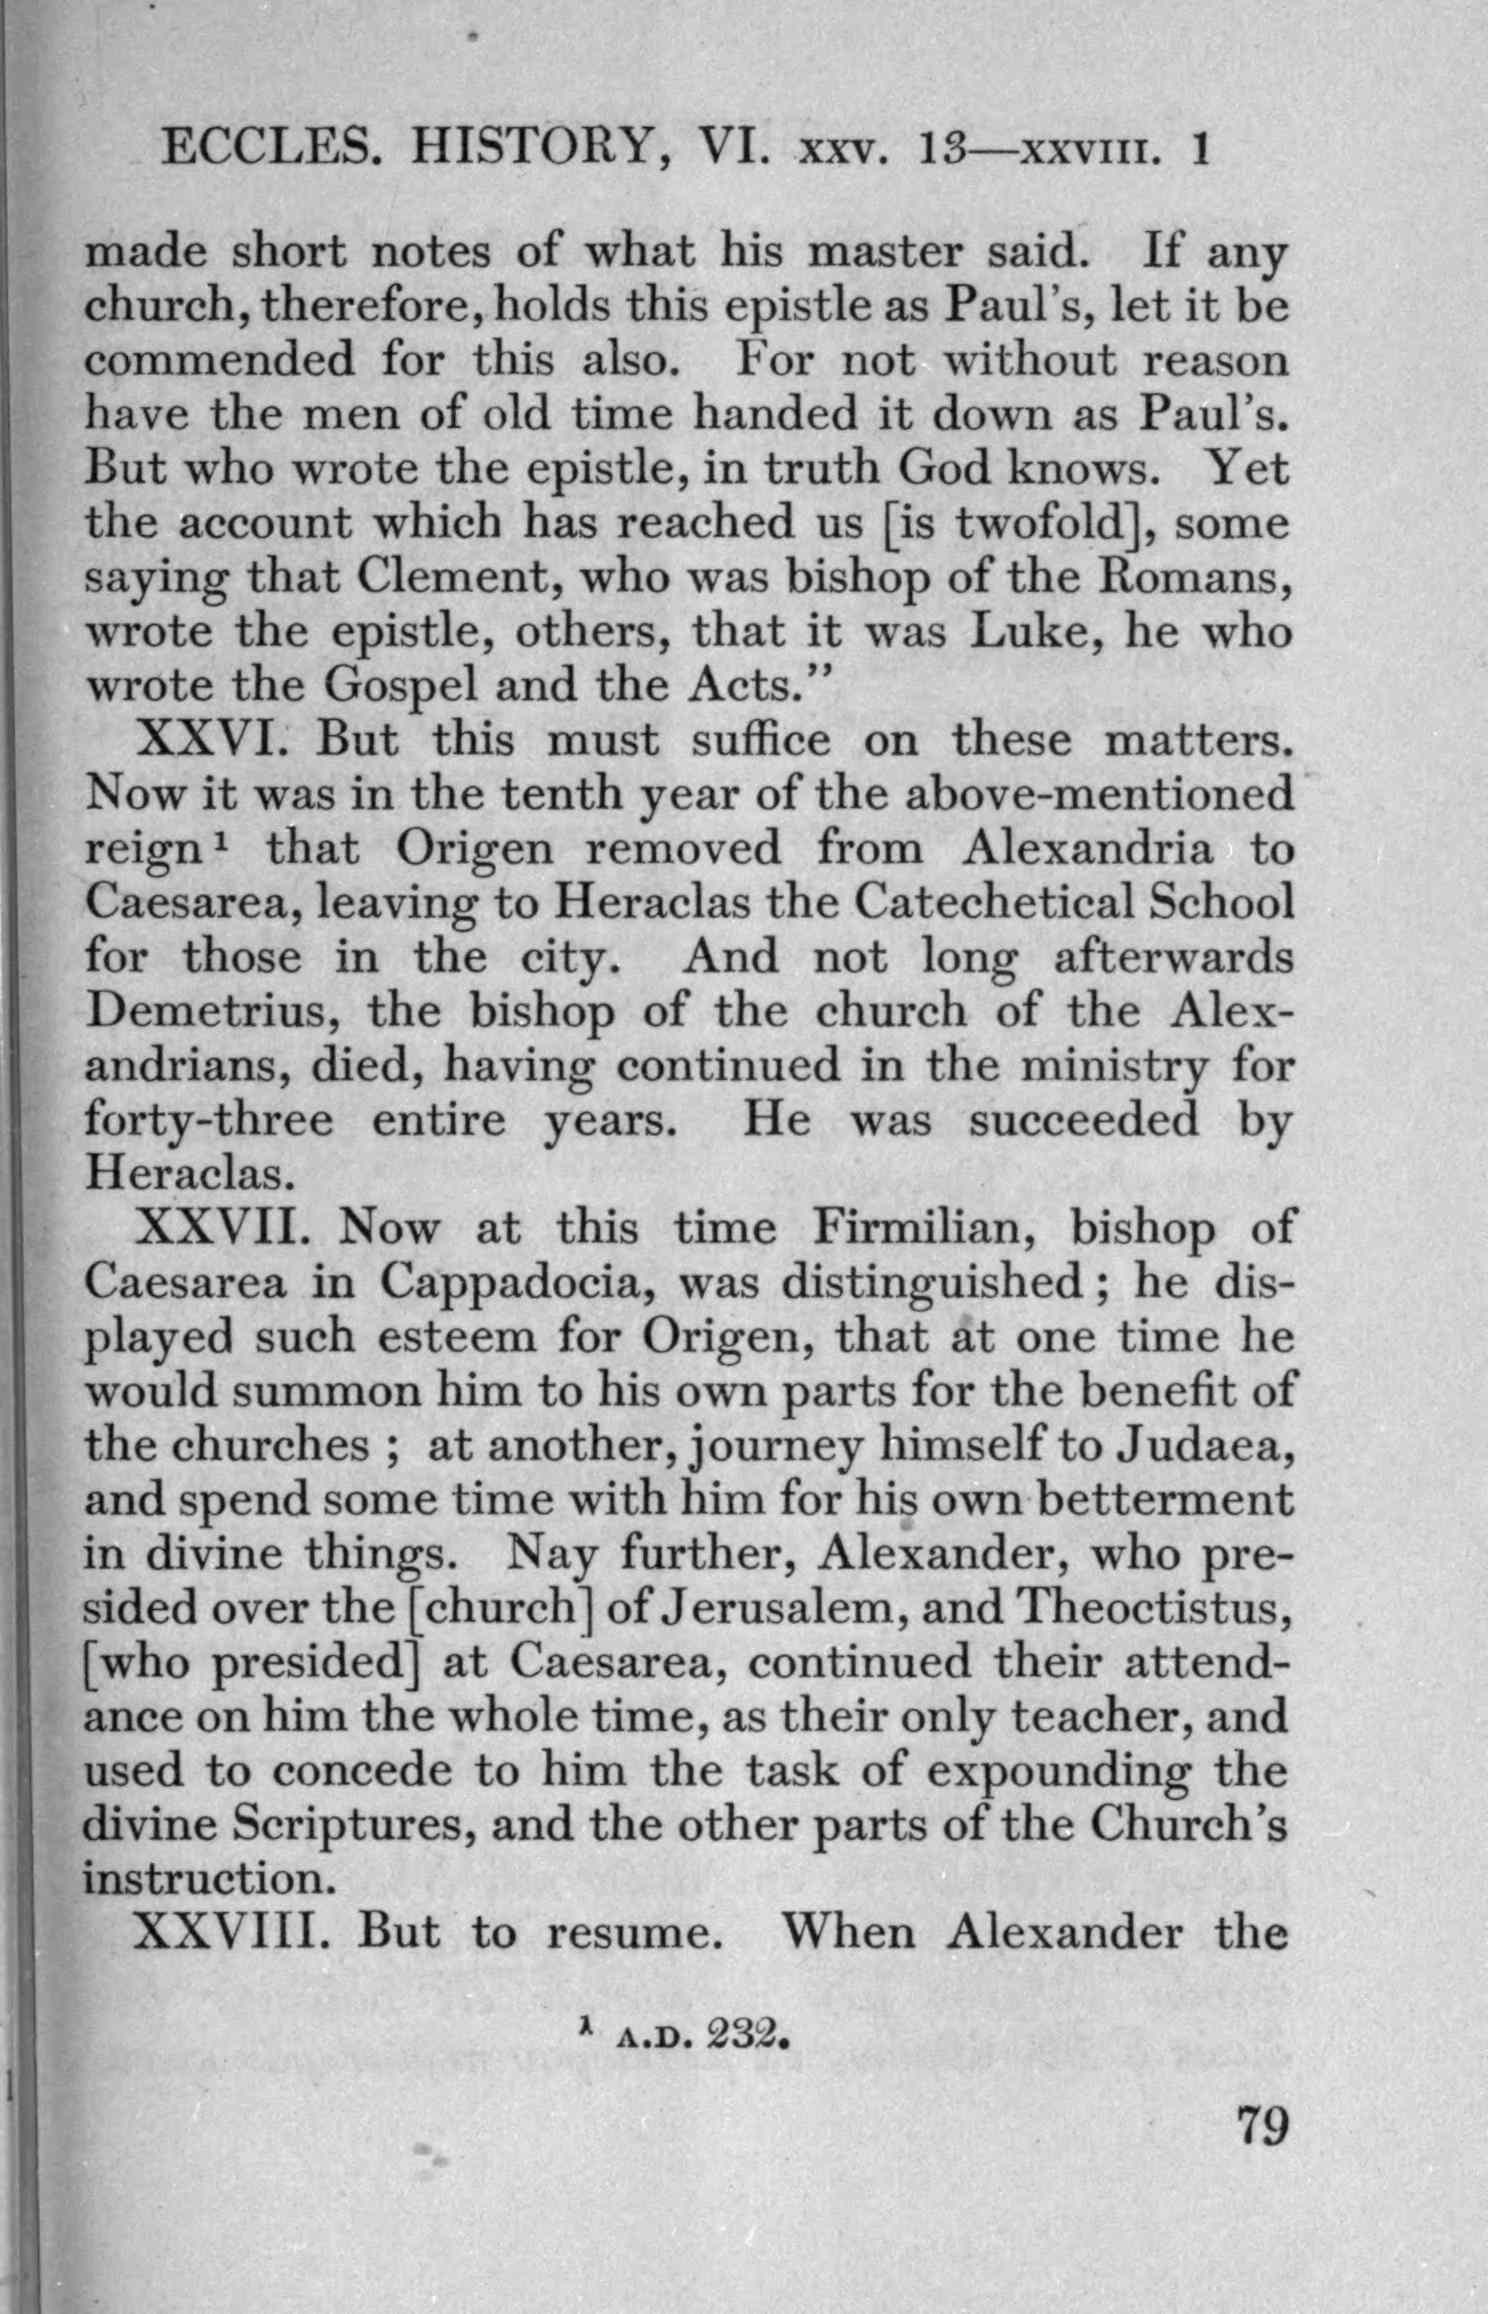 ECCLES. HISTORY, VI. xxv. 13—xxviii. 1
made short notes of what his master said. If any
church, therefore, holds this epistle as Paul's, let it be
commended for this also. For not without reason
have the men of old time handed it down as Paul's.
But who wrote the epistle, in truth God knows. Yet
the account which has reached us [is twofold], some
saying that Clement, who was bishop of the Romans,
wrote the epistle, others, that it was Luke, he who
wrote the Gospel and the Acts.”
XXVI. But this must suffice on these matters.
Now it was in the tenth year of the above-mentioned
reign¹ that Origen removed from Alexandria to
Caesarea, leaving to Heraclas the Catechetical School
for those in the city. And not long afterwards
Demetrius, the bishop of the church of the Alex-
andrians, died, having continued in the ministry for
forty-three entire years. He was succeeded by
Heraclas.
XXVII. Now at this time Firmilian, bishop of
Caesarea in Cappadocia, was distinguished ; he dis-
played such esteem for Origen, that at one time he
would summon him to his own parts for the benefit of
the churches ; at another, journey himself to Judaea,
and spend some time with him for his own betterment
in divine things. Nay further, Alexander, who pre-
sided over the [church] of Jerusalem, and Theoctistus,
[who presided] at Caesarea, continued their attend-
ance on him the whole time, as their only teacher, and
used to concede to him the task of expounding the
divine Scriptures, and the other parts of the Church's
instruction.
XXVIII. But to resume. When Alexander the
¹ A.D. 232.
79